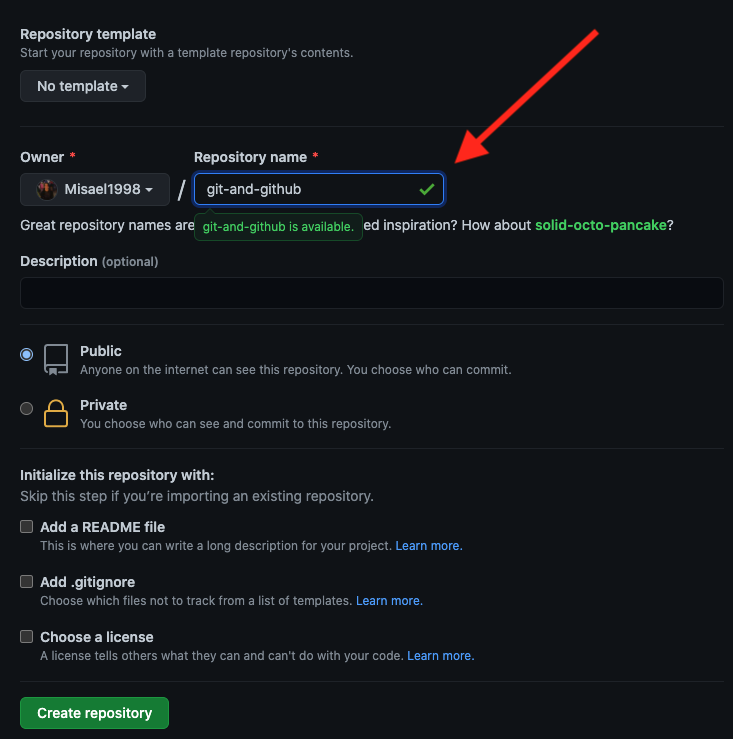 Repository template
Start your repository with a template repository's contents.
No template
Owner * Repository name *
Misael1998 / git-and-github
Great repository names are ed inspiration? How about solid-octo-pancake?
git-and-github is available.
Description (optional)
Public
Anyone on the internet can see this repository. You choose who can commit.
Private
You choose who can see and commit to this repository.
Initialize this repository with:
Skip this step if you’re importing an existing repository.
Add a README file
This is where you can write a long description for your project. Learn more.
Add .gitignore
Choose which files not to track from a list of templates. Learn more.
Choose a license
A license tells others what they can and can't do with your code. Learn more.
Create repository